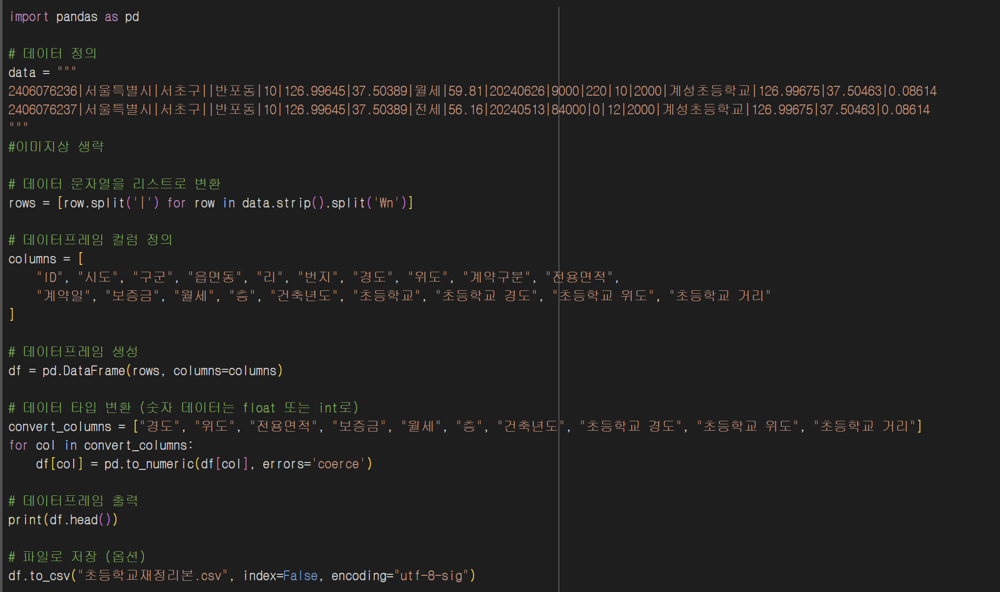 import pandas as pd
# 데이터 정의
data = """
2406076236|서울특별시|서초구||반포동|10|126.99645|37.50389|월세|59.81|20240626|9000|220|10|2000|계성초등학교|126.99675|37.50463|0.08614
2406076237|서울특별시|서초구||반포동|10|126.99645|37.50389|전세|56.16|20240513|84000|0|12|2000|계성초등학교|126.99675|37.50463|0.08614
"""
#이미지상 생략
# 데이터 문자열을 리스트로 변환
rows = [row.split('|') for row in data.strip().split('₩n')]
# 데이터프레임 컬럼 정의
columns = [
    "ID", "시도", "구군", "읍면동", "리", "번지", "경도", "위도", "계약구분", "전용면적",
    "계약일", "보증금", "월세", "층", "건축년도", "초등학교", "초등학교 경도", "초등학교 위도", "초등학교 거리"
]
# 데이터프레임 생성
df = pd.DataFrame(rows, columns=columns)
# 데이터 타입 변환 (숫자 데이터는 float 또는 int로)
convert_columns = ["경도", "위도", "전용면적", "보증금", "월세", "층", "건축년도", "초등학교 경도", "초등학교 위도", "초등학교 거리"]
for col in convert_columns:
    df[col] = pd.to_numeric(df[col], errors='coerce')
# 데이터프레임 출력
print(df.head())
# 파일로 저장 (옵션)
df.to_csv("초등학교재정리본.csv", index=False, encoding="utf-8-sig")